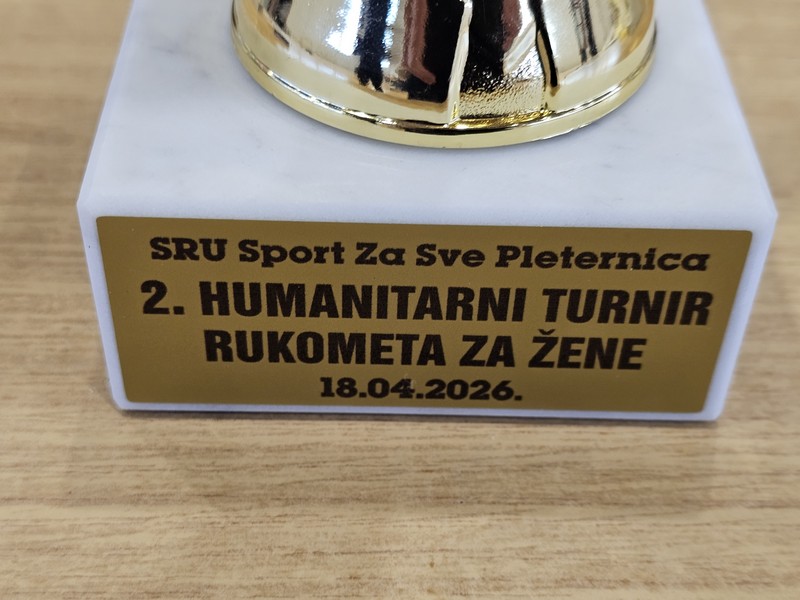 SRU Sport Za Sve Pleternica
2. HUMANITARNI TURNIR
RUKOMETA ZA ŽENE
18.04.2026.